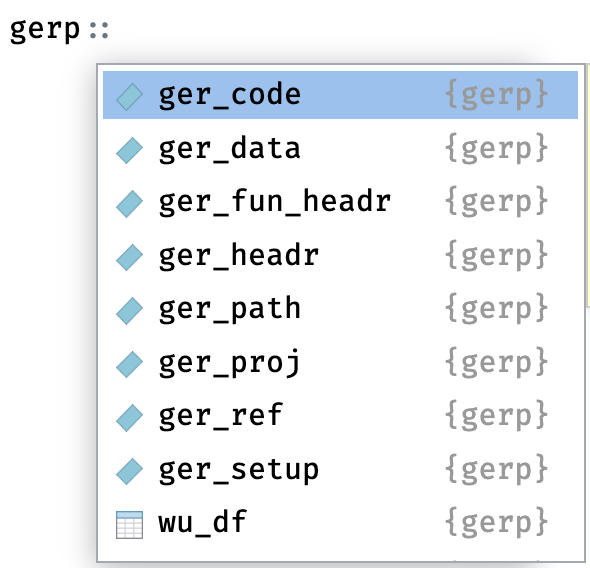 gerp::
ger_code {gerp}
ger_data {gerp}
ger_fun_headr {gerp}
ger_headr {gerp}
ger_path {gerp}
ger_proj {gerp}
ger_ref {gerp}
ger_setup {gerp}
wu_df {gerp}